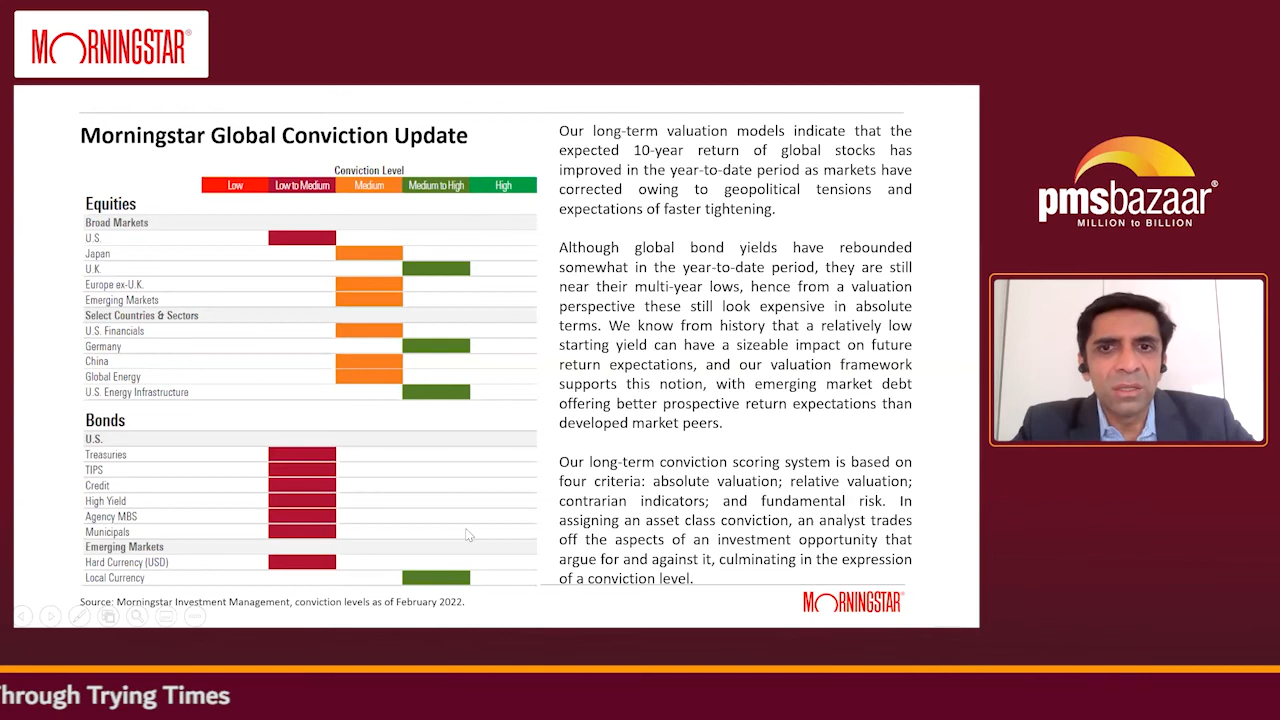 MORNINGSTAR®
Morningstar Global Conviction Update
Conviction Level
Low Low to Medium Medium Medium to High High
Equities
Broad Markets
U.S.
Japan
U.K.
Europe ex-U.K.
Emerging Markets
Select Countries & Sectors
U.S. Financials
Germany
China
Global Energy
U.S. Energy Infrastructure
Bonds
U.S.
Treasuries
TIPS
Credit
High Yield
Agency MBS
Municipals
Emerging Markets
Hard Currency (USD)
Local Currency
Source: Morningstar Investment Management, conviction levels as of February 2022.
Our long-term valuation models indicate that the
expected 10-year return of global stocks has
improved in the year-to-date period as markets have
corrected owing to geopolitical tensions and
expectations of faster tightening.
Although global bond yields have rebounded
somewhat in the year-to-date period, they are still
near their multi-year lows, hence from a valuation
perspective these still look expensive in absolute
terms. We know from history that a relatively low
starting yield can have a sizeable impact on future
return expectations, and our valuation framework
supports this notion, with emerging market debt
offering better prospective return expectations than
developed market peers.
Our long-term conviction scoring system is based on
four criteria: absolute valuation; relative valuation;
contrarian indicators; and fundamental risk. In
assigning an asset class conviction, an analyst trades
off the aspects of an investment opportunity that
argue for and against it, culminating in the expression
of a conviction level.
MORNINGSTAR®
pmsbazaar®
MILLION to BILLION
Through Trying Times